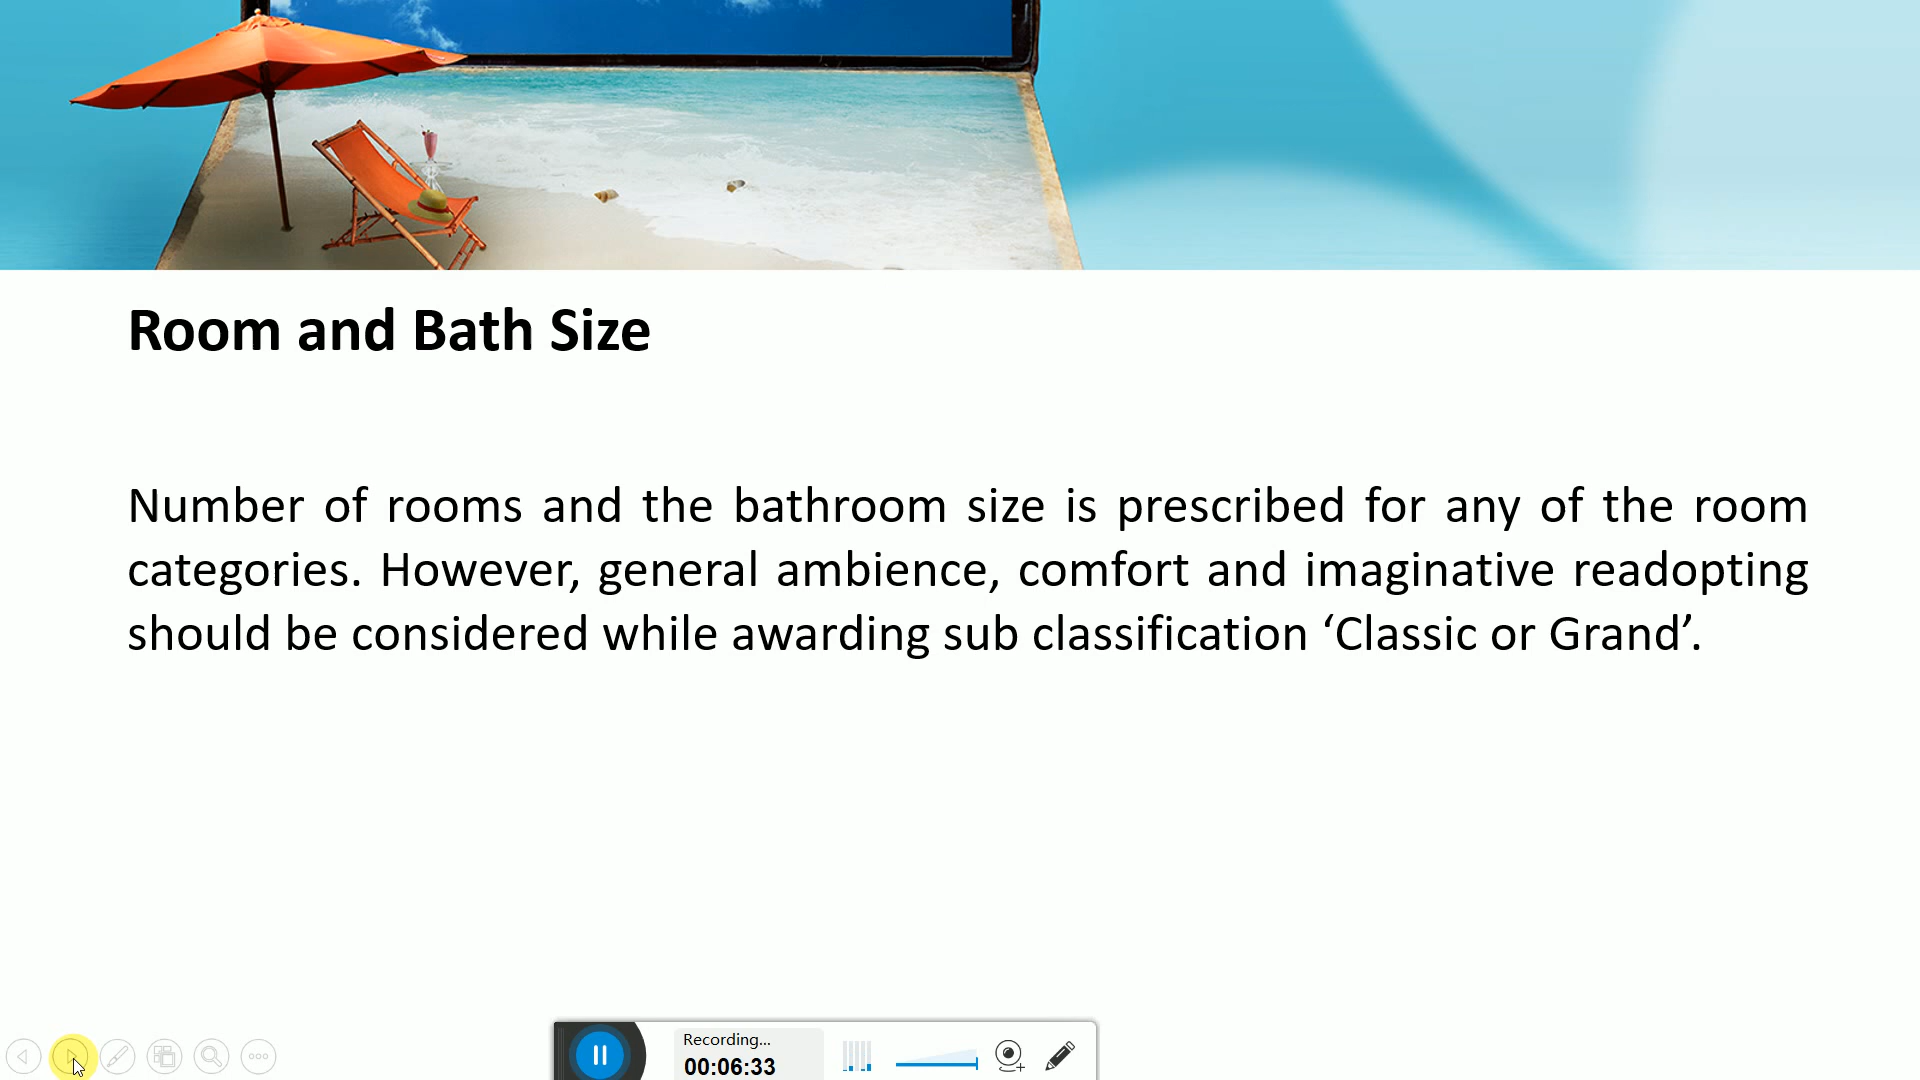 Room and Bath Size
Number of rooms and the bathroom size is prescribed for any of the room
categories. However, general ambience, comfort and imaginative readopting
should be considered while awarding sub classification ‘Classic or Grand’.
Recording...
00:06:33